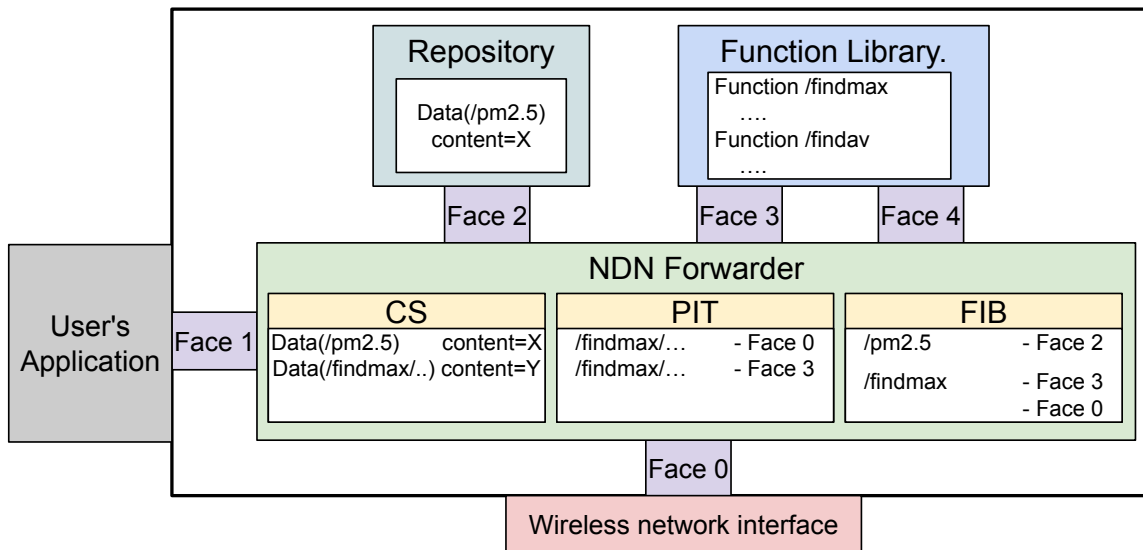 Repository
Data(/pm2.5)
content=X
Function Library.
Function /findmax
....
Function /findav
....
Face 2
Face 3
Face 4
User's
Application
Face 1
NDN Forwarder
CS
Data(/pm2.5) content=X
Data(/findmax/..) content=Y
PIT
/findmax/... - Face 0
/findmax/... - Face 3
FIB
/pm2.5 - Face 2
/findmax - Face 3
- Face 0
Face 0
Wireless network interface